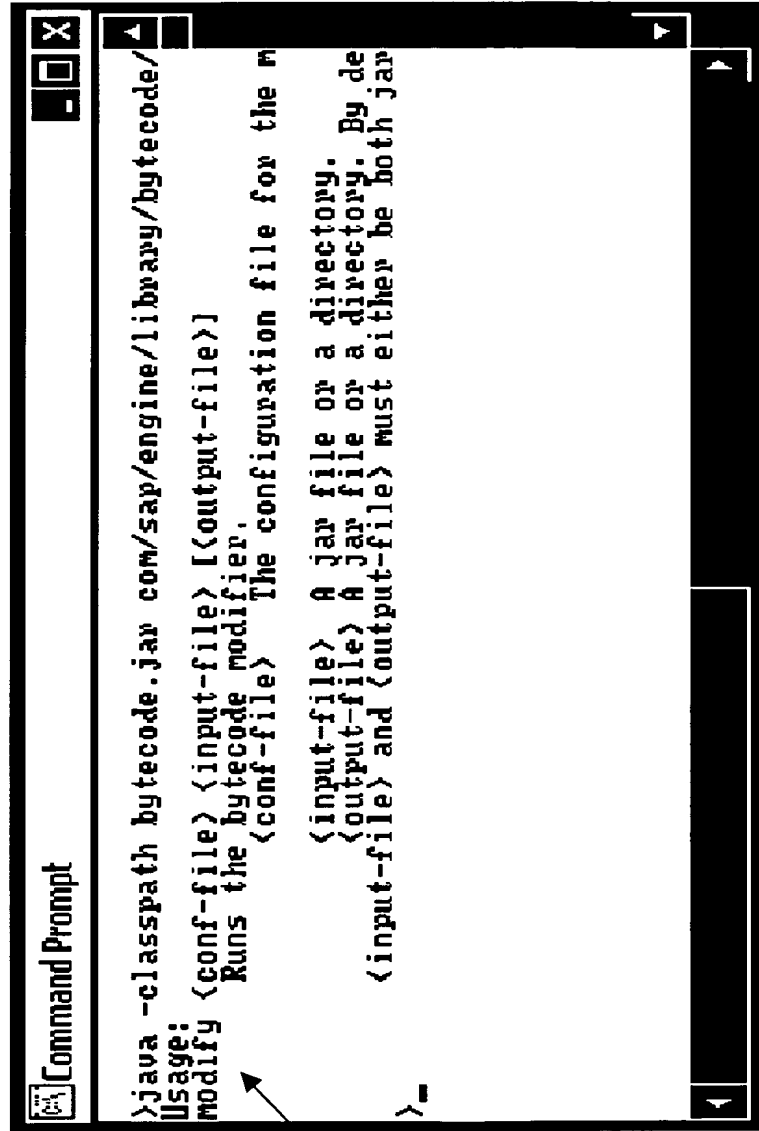 Command Prompt
>java -classpath bytecode.jar com/sap/engine/library/bytecode/
Usage:
modify <conf-file> <input-file> [<output-file>]
Runs the bytecode modifier.
<conf-file> The configuration file for the m
<input-file> A jar file or a directory.
<output-file> A jar file or a directory. By de
<input-file> and <output-file> must either be both jar
>_